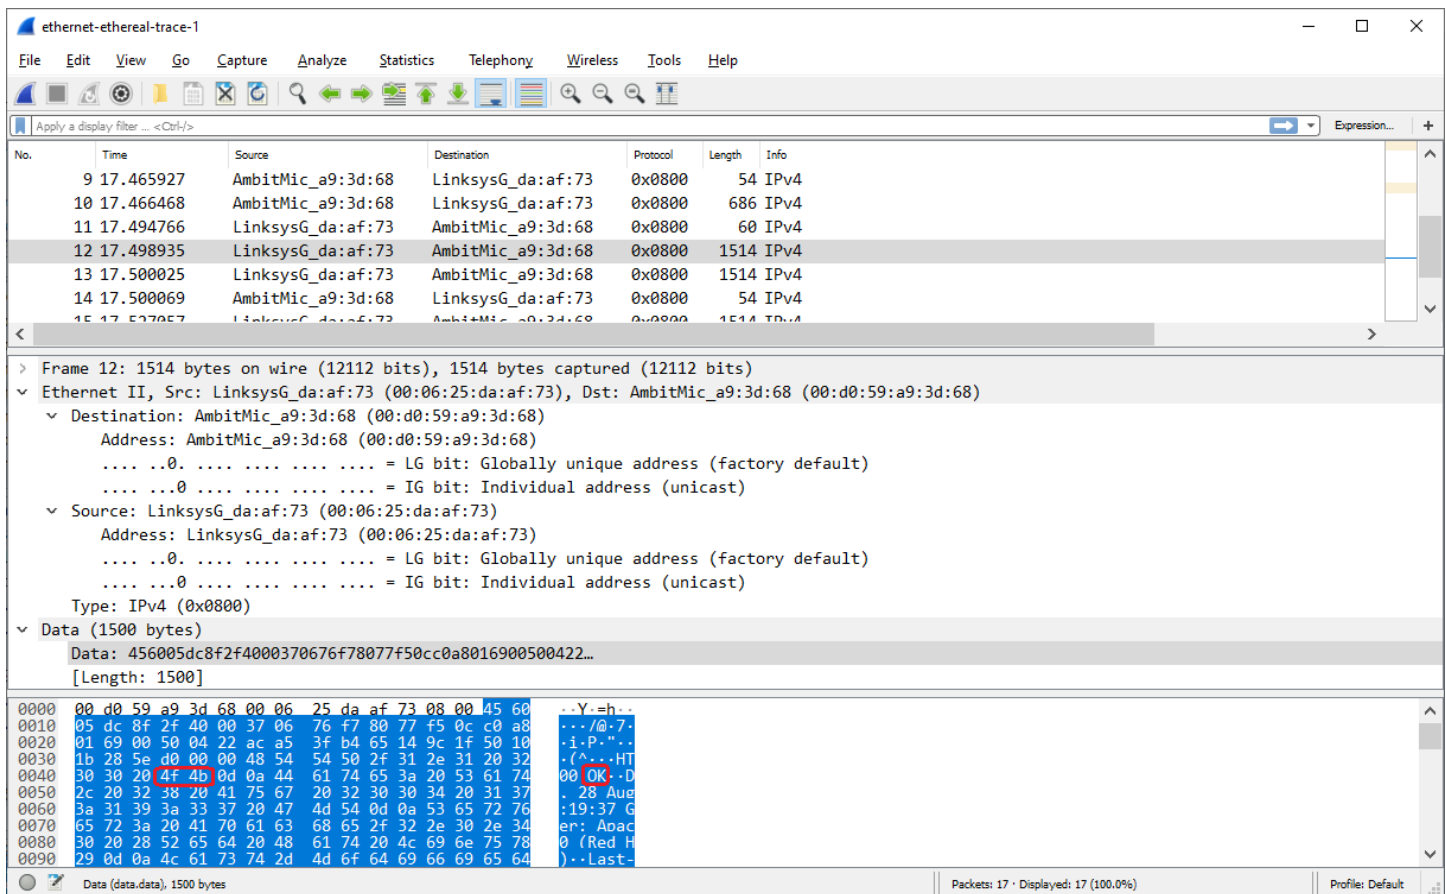 ethernet-ethereal-trace-1
File Edit View Go Capture Analyze Statistics Telephony Wireless Tools Help
Apply a display filter ... <Ctrl-/> Expression... +
No. Time Source Destination Protocol Length Info
9 17.465927 AmbitMic_a9:3d:68 LinksysG_da:af:73 0x0800 54 IPv4
10 17.466468 AmbitMic_a9:3d:68 LinksysG_da:af:73 0x0800 686 IPv4
11 17.494766 LinksysG_da:af:73 AmbitMic_a9:3d:68 0x0800 60 IPv4
12 17.498935 LinksysG_da:af:73 AmbitMic_a9:3d:68 0x0800 1514 IPv4
13 17.500025 LinksysG_da:af:73 AmbitMic_a9:3d:68 0x0800 1514 IPv4
14 17.500069 AmbitMic_a9:3d:68 LinksysG_da:af:73 0x0800 54 IPv4
15 17.527057 LinksysG_da:af:73 AmbitMic_a9:3d:68 0x0800 1514 IPv4
> Frame 12: 1514 bytes on wire (12112 bits), 1514 bytes captured (12112 bits)
Ethernet II, Src: LinksysG_da:af:73 (00:06:25:da:af:73), Dst: AmbitMic_a9:3d:68 (00:d0:59:a9:3d:68)
Destination: AmbitMic_a9:3d:68 (00:d0:59:a9:3d:68)
Address: AmbitMic_a9:3d:68 (00:d0:59:a9:3d:68)
.... ..0. .... .... .... .... = LG bit: Globally unique address (factory default)
.... ...0 .... .... .... .... = IG bit: Individual address (unicast)
Source: LinksysG_da:af:73 (00:06:25:da:af:73)
Address: LinksysG_da:af:73 (00:06:25:da:af:73)
.... ..0. .... .... .... .... = LG bit: Globally unique address (factory default)
.... ...0 .... .... .... .... = IG bit: Individual address (unicast)
Type: IPv4 (0x0800)
Data (1500 bytes)
Data: 456005dc8f2f4000370676f78077f50cc0a8016900500422…
[Length: 1500]
0000 00 d0 59 a9 3d 68 00 06 25 da af 73 08 00 45 60 ··Y·=h··
0010 05 dc 8f 2f 40 00 37 06 76 f7 80 77 f5 0c c0 a8 ···/@·7·
0020 01 69 00 50 04 22 ac a5 3f b4 65 14 9c 1f 50 10 ·i·P·"··
0030 1b 28 5e d0 00 00 48 54 54 50 2f 31 2e 31 20 32 ·(^···HT
0040 30 30 20 4f 4b 0d 0a 44 61 74 65 3a 20 53 61 74 00 OK··D
0050 2c 20 32 38 20 41 75 67 20 32 30 30 34 20 31 37 , 28 Aug
0060 3a 31 39 3a 33 37 20 47 4d 54 0d 0a 53 65 72 76 :19:37 G
0070 65 72 3a 20 41 70 61 63 68 65 2f 32 2e 30 2e 34 er: Apac
0080 30 20 28 52 65 64 20 48 61 74 20 4c 69 6e 75 78 0 (Red H
0090 29 0d 0a 4c 61 73 74 2d 4d 6f 64 69 66 69 65 64 )··Last-
Data (data.data), 1500 bytes Packets: 17 · Displayed: 17 (100.0%) Profile: Default